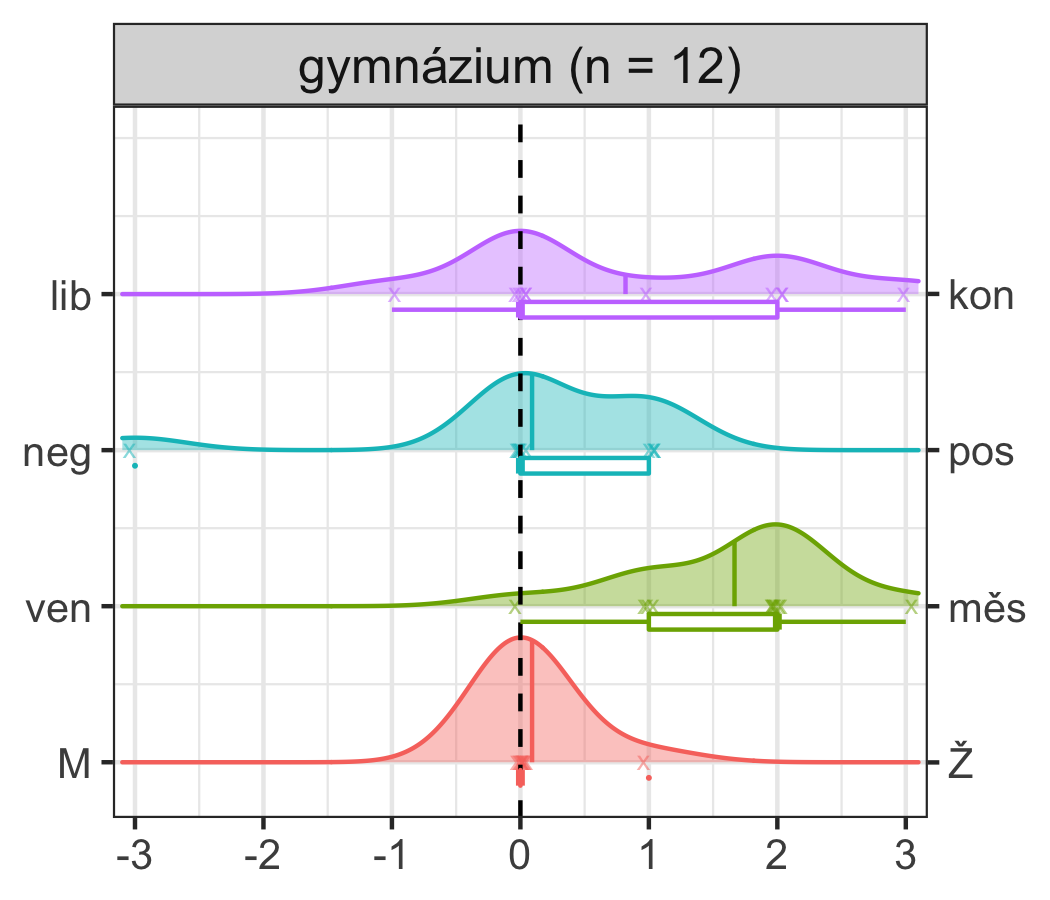 gymnázium (n = 12)
lib kon
neg pos
ven měs
M Ž
-3 -2 -1 0 1 2 3